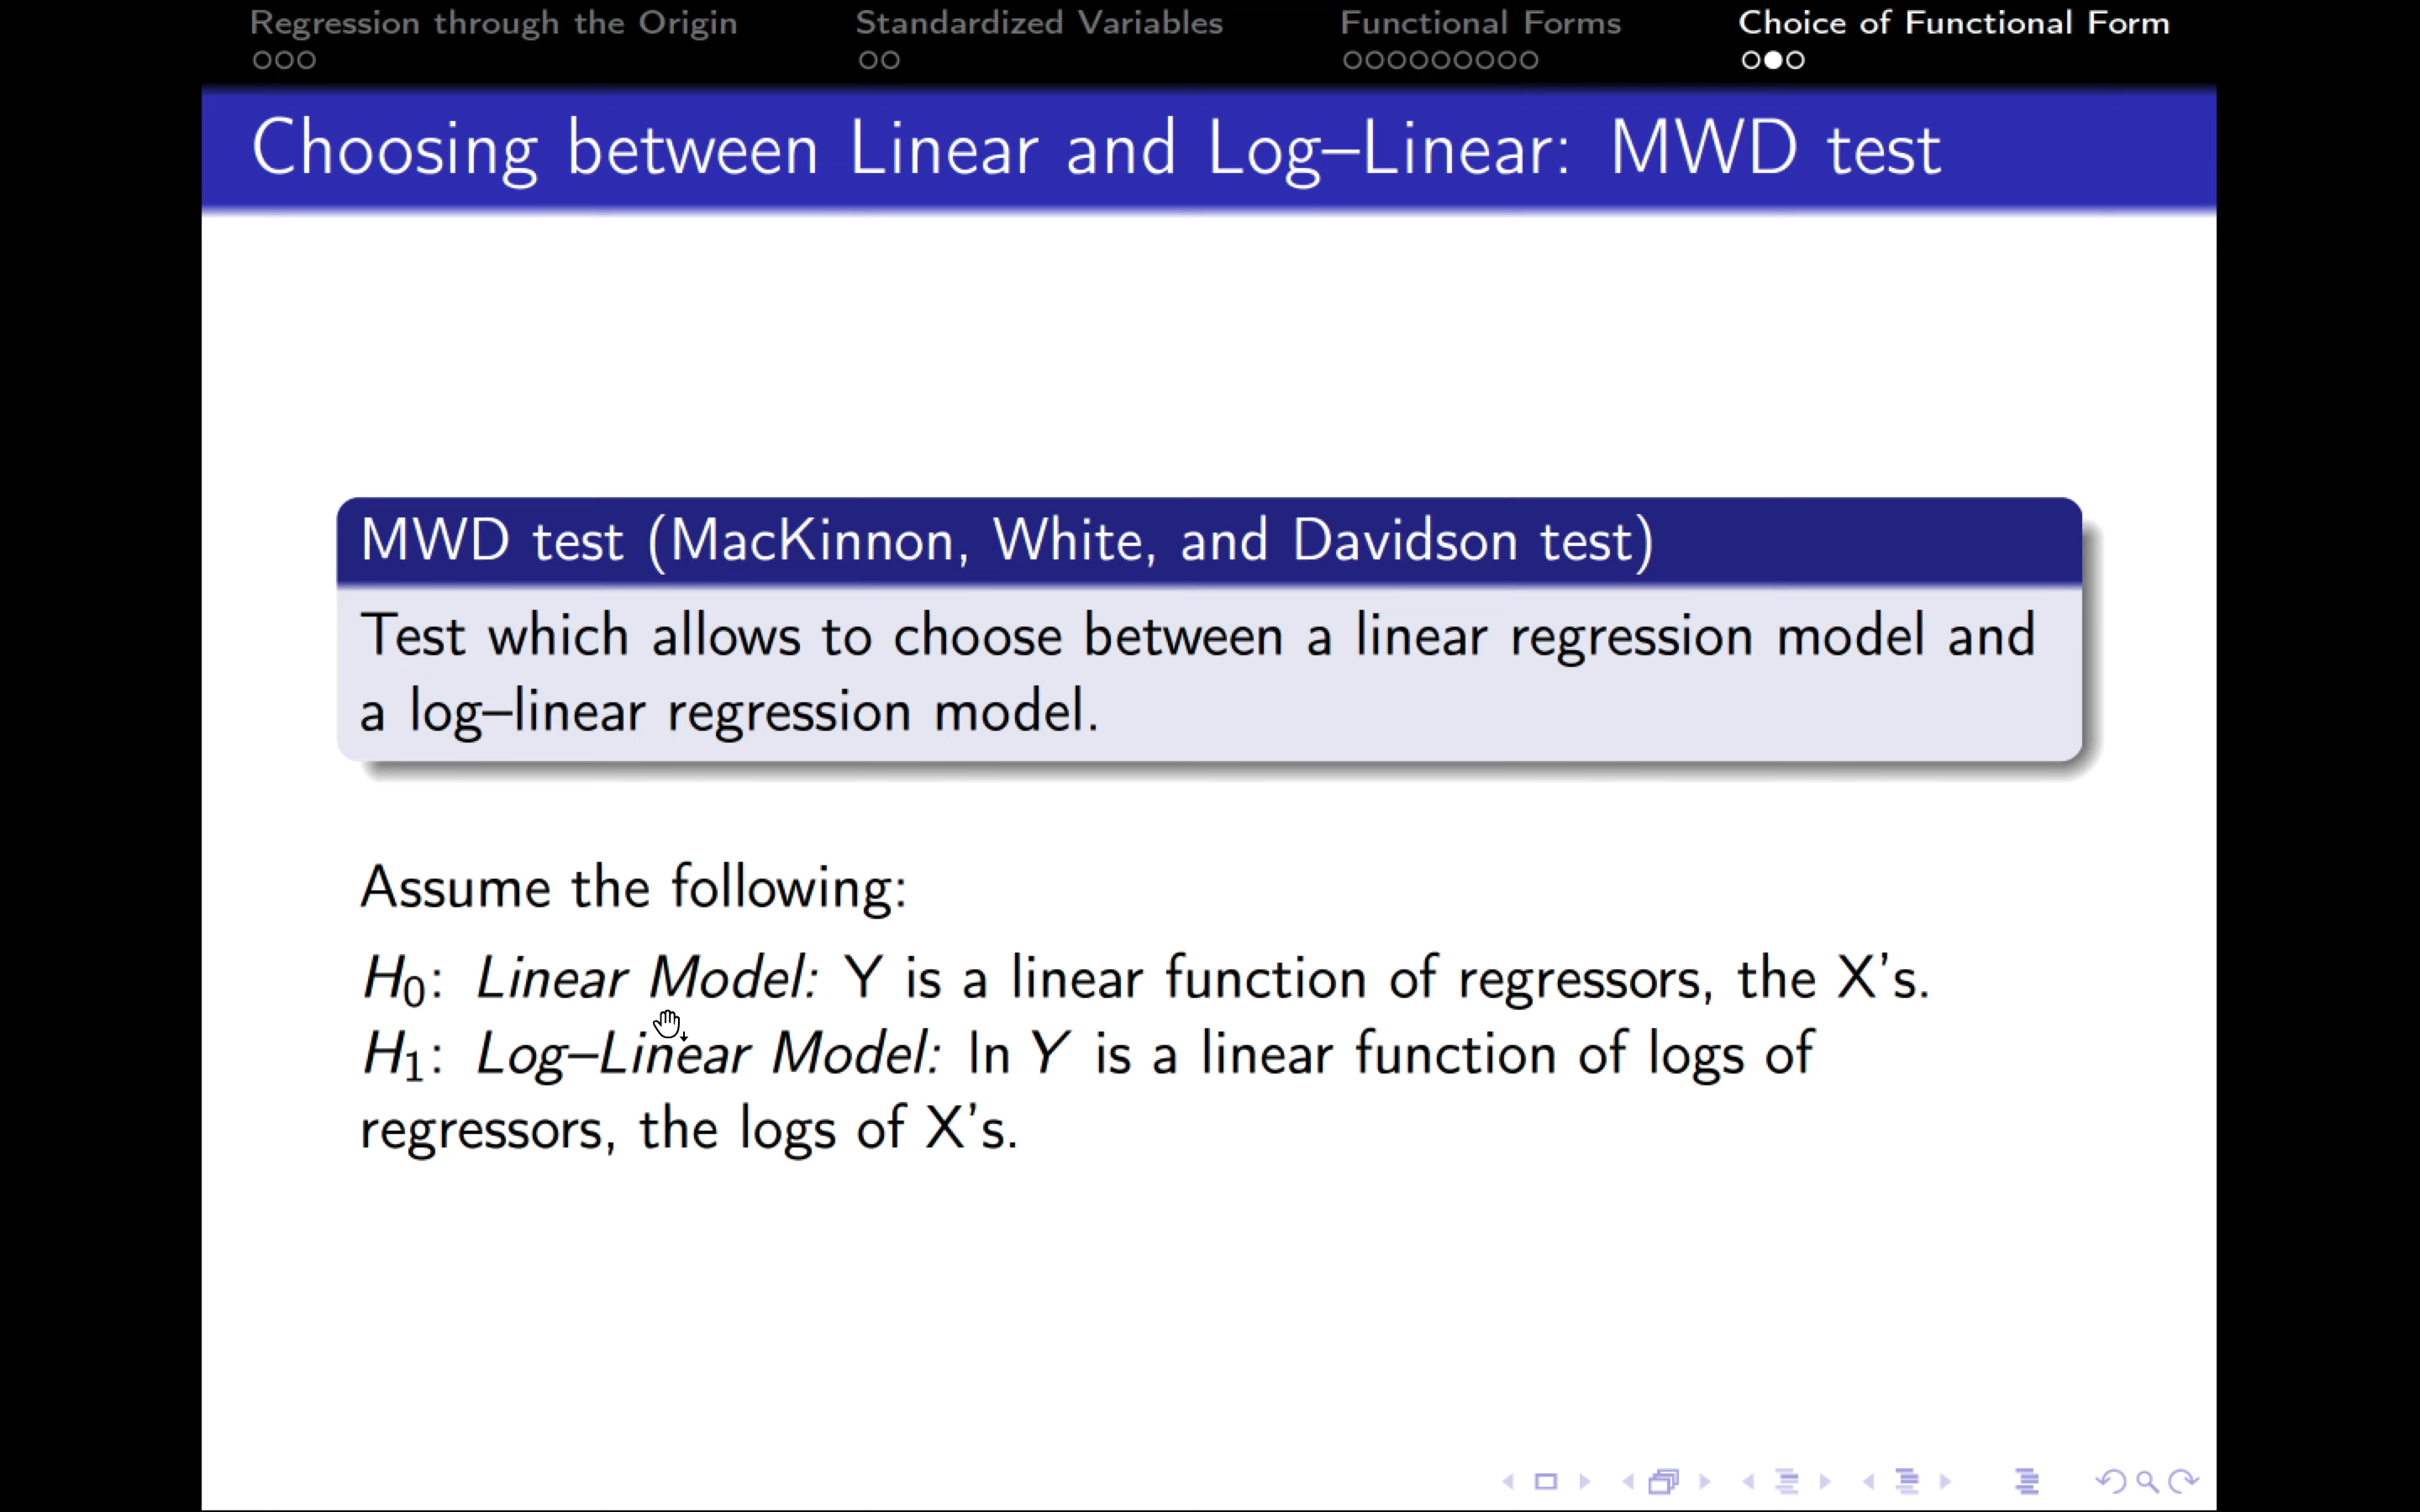 Regression through the Origin
Standardized Variables
Functional Forms
Choice of Functional Form
Choosing between Linear and Log–Linear: MWD test
MWD test (MacKinnon, White, and Davidson test)
Test which allows to choose between a linear regression model and
a log–linear regression model.
Assume the following:
H₀: Linear Model: Y is a linear function of regressors, the X's.
H₁: Log–Linear Model: ln Y is a linear function of logs of
regressors, the logs of X's.